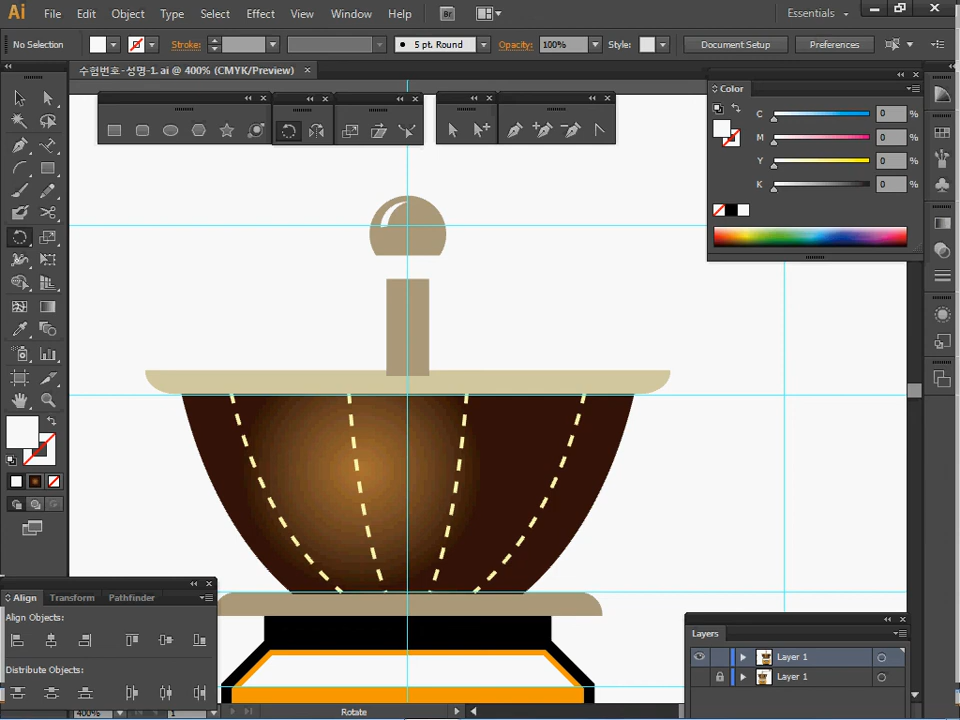 Ai File Edit Object Type Select Effect View Window Help Br Essentials
No Selection Stroke: 5 pt. Round Opacity: 100% Style: Document Setup Preferences
수험번호-성명-1.ai @ 400% (CMYK/Preview)
Color
C 0 %
M 0 %
Y 0 %
K 0 %
Align Transform Pathfinder
Align Objects:
Distribute Objects:
Layers
Layer 1
Layer 1
400% 1 Rotate